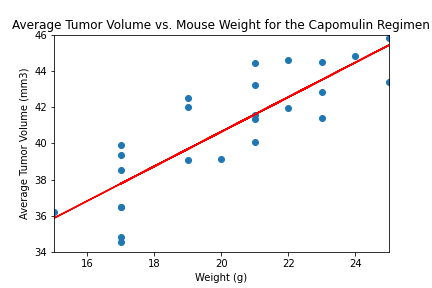 Average Tumor Volume vs. Mouse Weight for the Capomulin Regimen
46
44
42
40
38
36
34
Average Tumor Volume (mm3)
16 18 20 22 24
Weight (g)